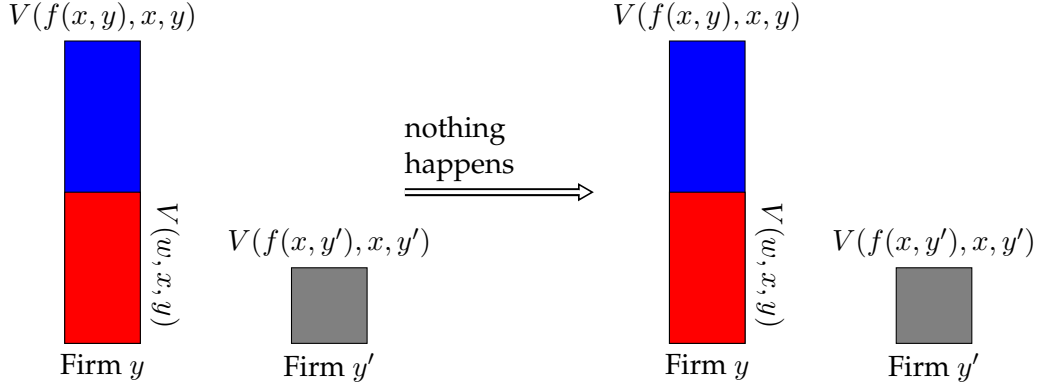 V(f(x, y), x, y)
V(w, x, y)
V(f(x, y′), x, y′)
Firm y
Firm y′
nothing
happens
V(f(x, y), x, y)
V(w, x, y)
V(f(x, y′), x, y′)
Firm y
Firm y′